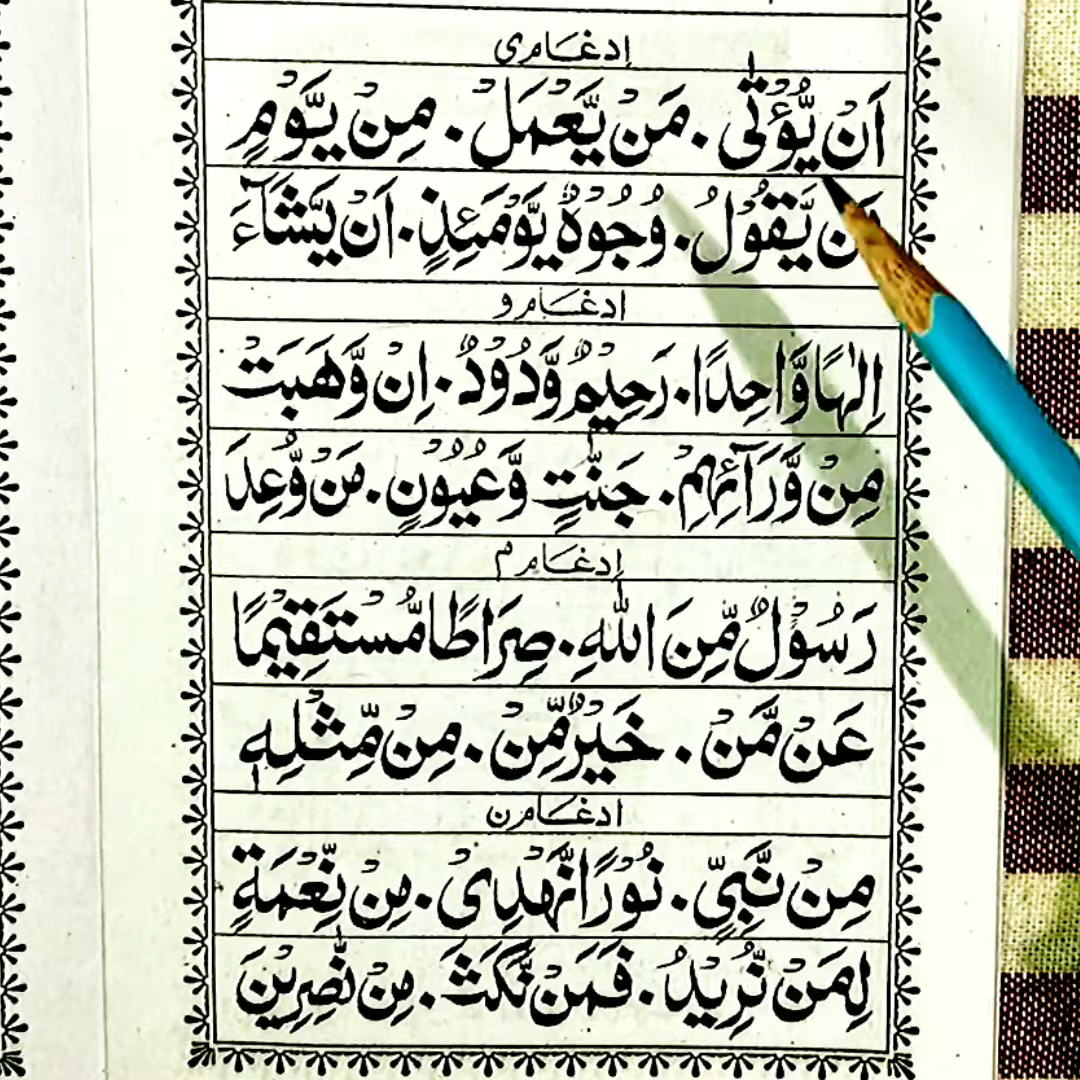 ادغام ی
اَنْ يُّؤْتٰى ۔ مَنْ يَّعْمَلْ ۔ مِنْ يَّوْمٍ
يَّقُوْلُ ۔ وُجُوْهٌ يَّوْمَئِذٍ ۔ اَنْ يَّشَآءَ
ادغام و
اِلٰهًا وَّاحِدًا ۔ رَحِيْمٌ وَّدُوْدٌ ۔ اِنْ وَّهَبَتْ
مِنْ وَّرَآئِهِمْ ۔ جَنّٰتٍ وَّعُيُوْنٍ ۔ مَنْ وُّعِدَ
ادغام م
رَسُوْلٌ مِّنَ اللّٰهِ ۔ صِرَاطًا مُّسْتَقِيْمًا
عَنْ مَّنْ ۔ خَيْرٌ مِّنْ ۔ مِنْ مِّثْلِهٖ
ادغام ن
مِنْ نَّبِيٍّ ۔ نُوْرًا نَّهْدِىْ ۔ مِنْ نِّعْمَةٍ
لِمَنْ نُّرِيْدُ ۔ فَمَنْ نَّكَثَ ۔ مِنْ نّٰصِرِيْنَ